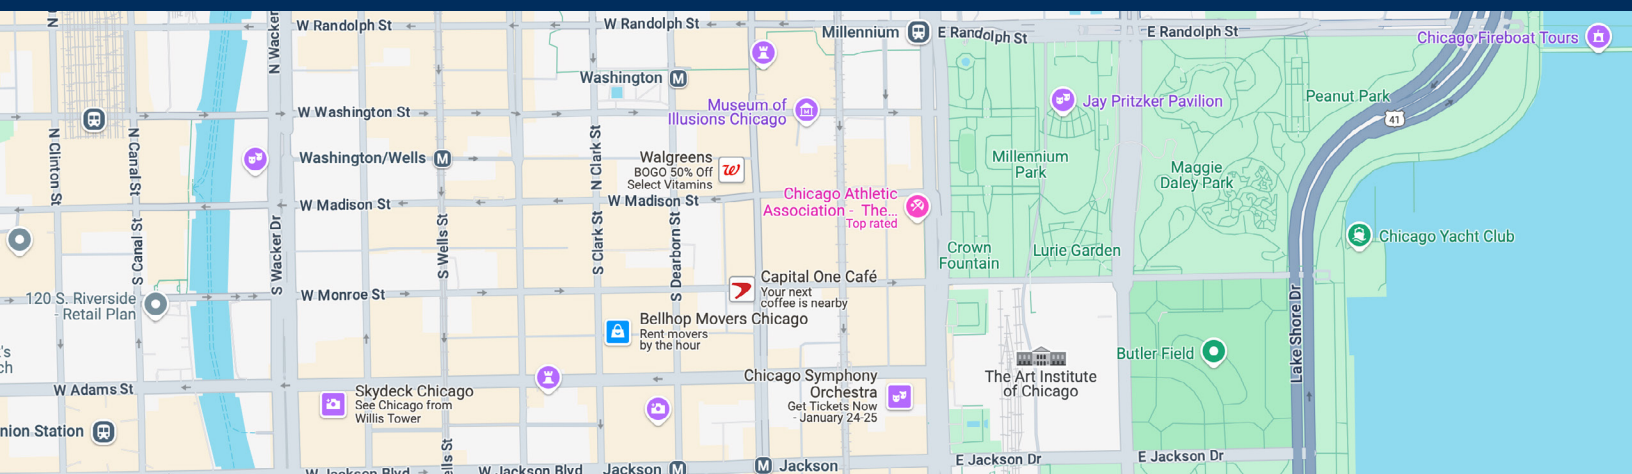 W Randolph St
W Randolph St
Millennium
E Randolph St
E Randolph St
Chicago Fireboat Tours
N Wacker
N
Washington
Museum of
Illusions Chicago
Jay Pritzker Pavilion
Peanut Park
41
W Washington St
N Clinton St
N Canal St
Washington/Wells
N Clark St
Walgreens
BOGO 50% Off
Select Vitamins
Millennium
Park
Maggie
Daley Park
W Madison St
W Madison St
Chicago Athletic
Association - The...
Top rated
S Canal St
S Wacker Dr
S Wells St
S Clark St
S Dearborn St
Crown
Fountain
Lurie Garden
Chicago Yacht Club
120 S. Riverside
- Retail Plan
W Monroe St
Capital One Café
Your next
coffee is nearby
Bellhop Movers Chicago
Rent movers
by the hour
Lake Shore Dr
Butler Field
's
ch
W Adams St
Skydeck Chicago
See Chicago from
Willis Tower
Chicago Symphony
Orchestra
Get Tickets Now
- January 24-25
The Art Institute
of Chicago
nion Station
ells St
W Jackson Blvd
W Jackson Blvd
Jackson
Jackson
E Jackson Dr
E Jackson Dr